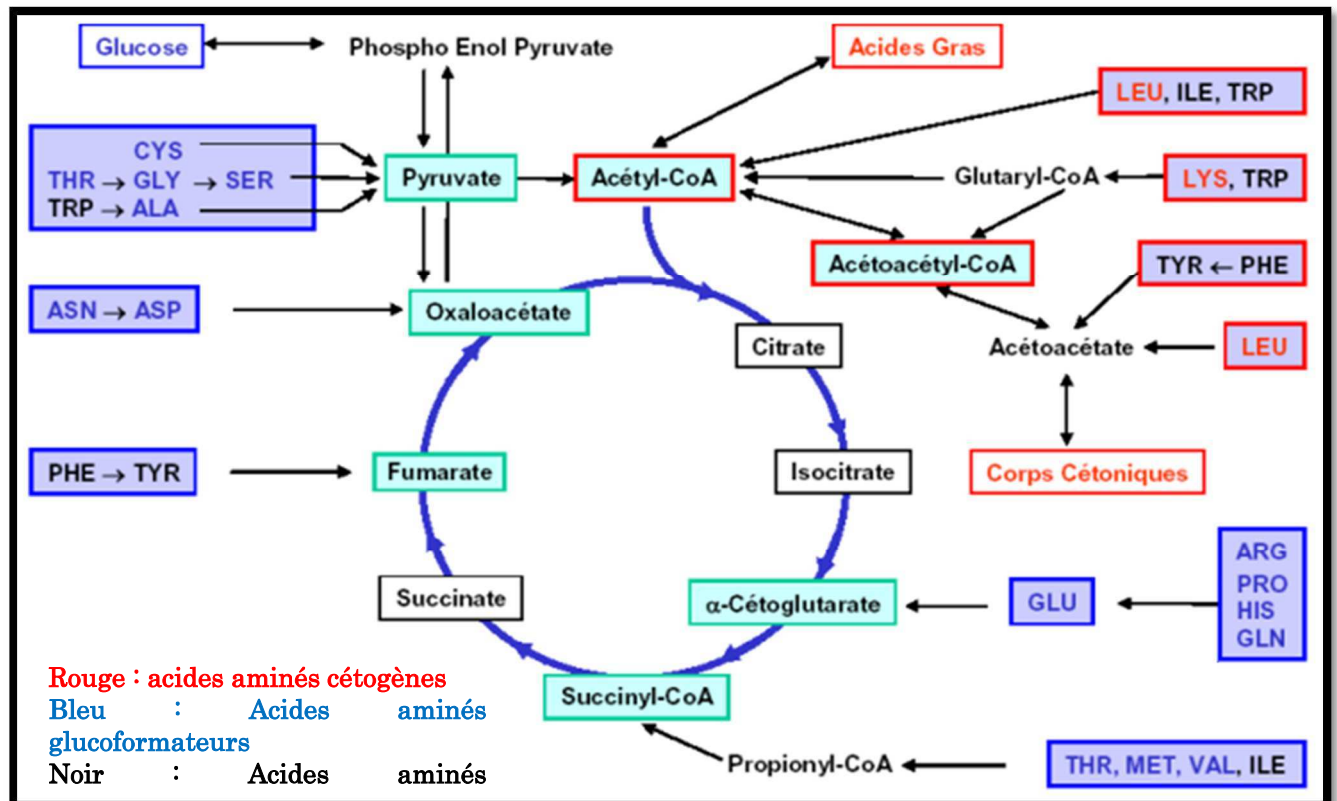 Glucose
Phospho Enol Pyruvate
Acides Gras
LEU, ILE, TRP
CYS
THR → GLY → SER
TRP → ALA
Pyruvate
Acétyl-CoA
Glutaryl-CoA
LYS, TRP
Acétoacétyl-CoA
TYR ← PHE
ASN → ASP
Oxaloacétate
Citrate
Acétoacétate
LEU
PHE → TYR
Fumarate
Isocitrate
Corps Cétoniques
Succinate
α-Cétoglutarate
GLU
ARG
PRO
HIS
GLN
Succinyl-CoA
Propionyl-CoA
THR, MET, VAL, ILE
Rouge : acides aminés cétogènes
Bleu : Acides aminés
glucoformateurs
Noir : Acides aminés